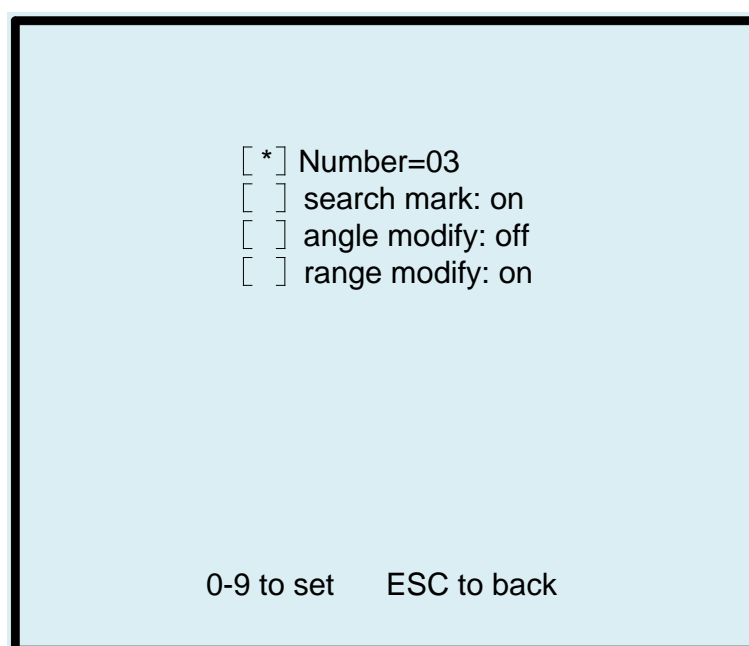 [ * ] Number=03
[   ] search mark: on
[   ] angle modify: off
[   ] range modify: on
0-9 to set   ESC to back